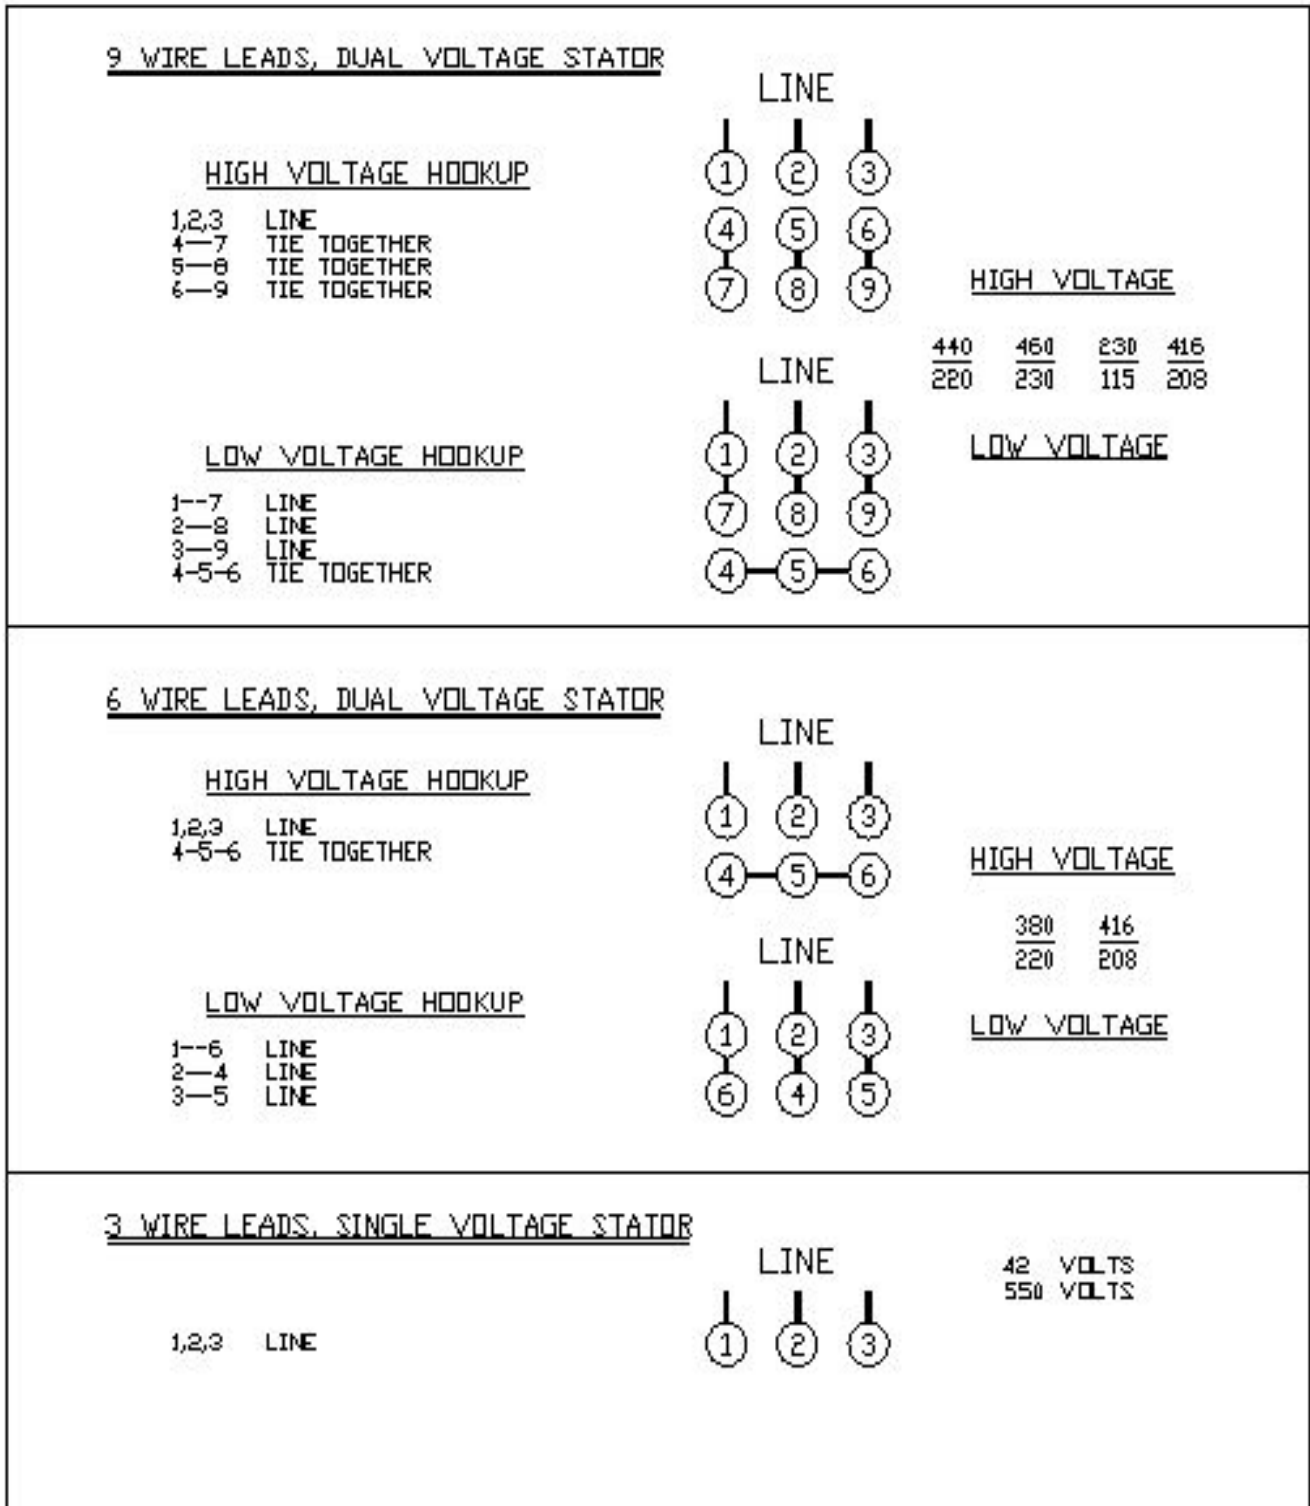 9 WIRE LEADS, DUAL VOLTAGE STATOR
LINE
HIGH VOLTAGE HOOKUP
1 2 3
1,2,3 LINE
4--7 TIE TOGETHER
5--8 TIE TOGETHER
6--9 TIE TOGETHER
4 5 6
7 8 9
HIGH VOLTAGE
440 460 230 416
220 230 115 208
LOW VOLTAGE
LINE
LOW VOLTAGE HOOKUP
1 2 3
1--7 LINE
2--8 LINE
3--9 LINE
4-5-6 TIE TOGETHER
7 8 9
4 5 6
6 WIRE LEADS, DUAL VOLTAGE STATOR
LINE
HIGH VOLTAGE HOOKUP
1,2,3 LINE
4-5-6 TIE TOGETHER
1 2 3
4 5 6
HIGH VOLTAGE
380 416
220 208
LOW VOLTAGE
LINE
LOW VOLTAGE HOOKUP
1--6 LINE
2--4 LINE
3--5 LINE
1 2 3
6 4 5
3 WIRE LEADS, SINGLE VOLTAGE STATOR
LINE
42 VOLTS
550 VOLTS
1,2,3 LINE
1 2 3